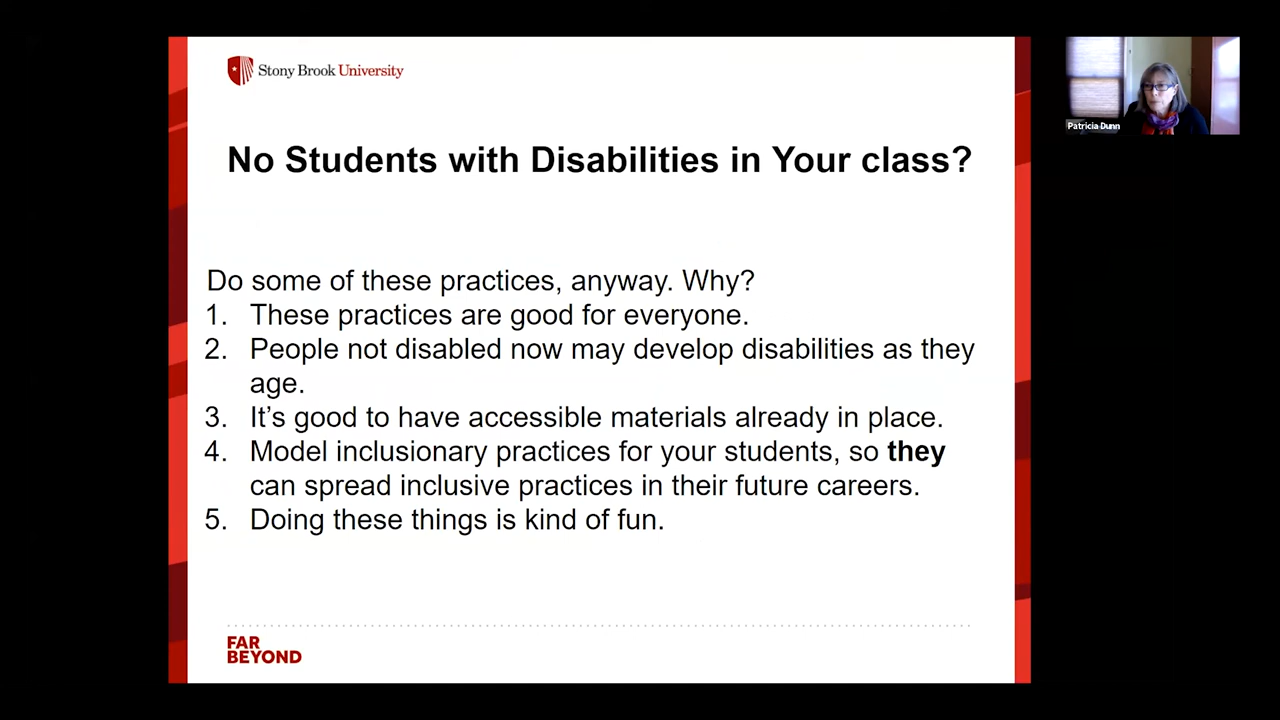 Stony Brook University
No Students with Disabilities in Your class?
Do some of these practices, anyway. Why?
1. These practices are good for everyone.
2. People not disabled now may develop disabilities as they
age.
3. It’s good to have accessible materials already in place.
4. Model inclusionary practices for your students, so they
can spread inclusive practices in their future careers.
5. Doing these things is kind of fun.
FAR
BEYOND
Patricia Dunn